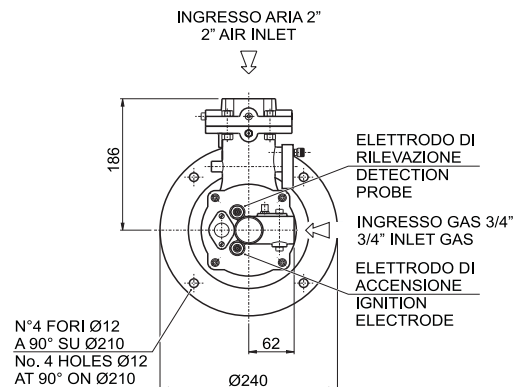 INGRESSO ARIA 2”
2” AIR INLET
186
ELETTRODO DI
RILEVAZIONE
DETECTION
PROBE
INGRESSO GAS 3/4”
3/4” INLET GAS
ELETTRODO DI
ACCENSIONE
IGNITION
ELECTRODE
N°4 FORI Ø12
A 90° SU Ø210
No. 4 HOLES Ø12
AT 90° ON Ø210
62
Ø240